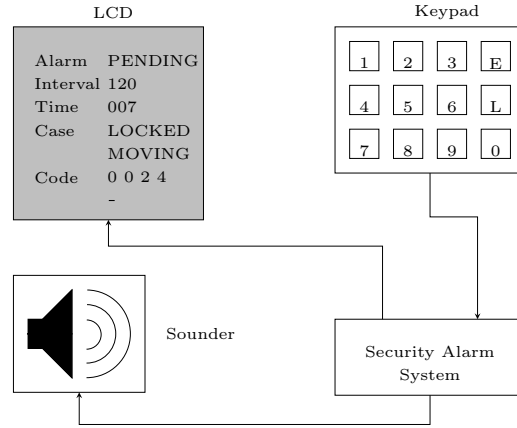 LCD
Alarm PENDING
Interval 120
Time 007
Case LOCKED
MOVING
Code 0 0 2 4
-
Keypad
1 2 3 E
4 5 6 L
7 8 9 0
Sounder
Security Alarm
System